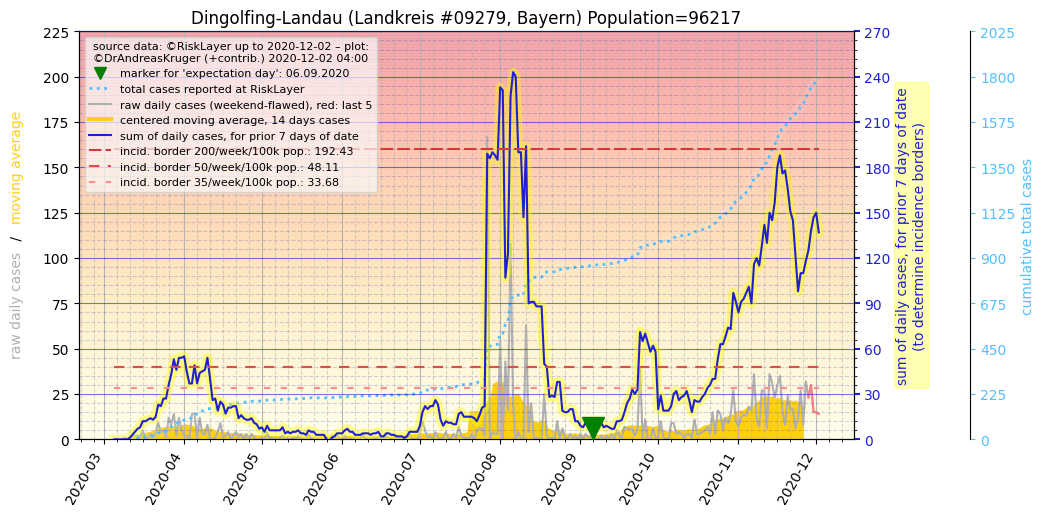 Dingolfing-Landau (Landkreis #09279, Bayern) Population=96217
source data: ©RiskLayer up to 2020-12-02 – plot:
©DrAndreasKruger (+contrib.) 2020-12-02 04:00
marker for 'expectation day': 06.09.2020
total cases reported at RiskLayer
raw daily cases (weekend-flawed), red: last 5
centered moving average, 14 days cases
sum of daily cases, for prior 7 days of date
incid. border 200/week/100k pop.: 192.43
incid. border 50/week/100k pop.: 48.11
incid. border 35/week/100k pop.: 33.68
raw daily cases / moving average
225
200
175
150
125
100
75
50
25
0
2020-03
2020-04
2020-05
2020-06
2020-07
2020-08
2020-09
2020-10
2020-11
2020-12
270
240
210
180
150
120
90
60
30
0
sum of daily cases, for prior 7 days of date
(to determine incidence borders)
2025
1800
1575
1350
1125
900
675
450
225
0
cumulative total cases